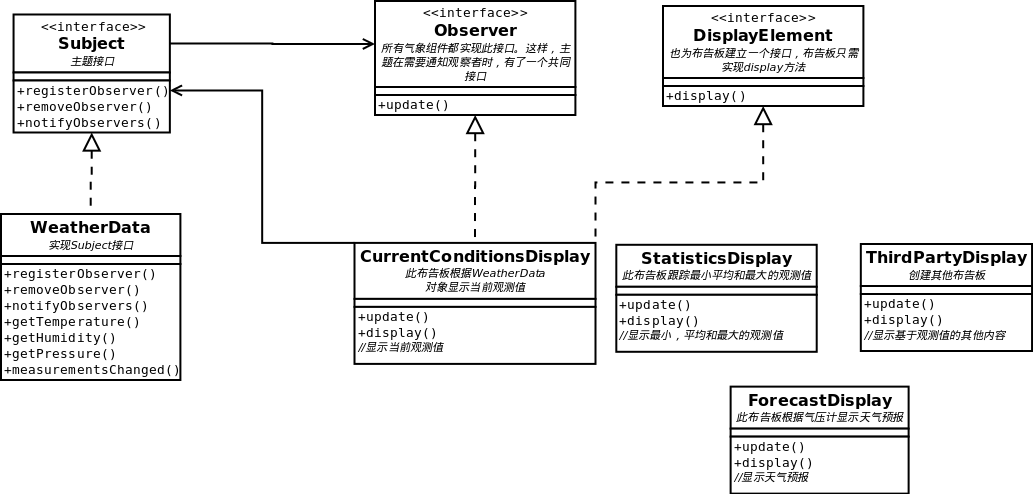 <<interface>>
Subject
主题接口
+registerObserver()
+removeObserver()
+notifyObservers()
<<interface>>
Observer
所有气象组件都实现此接口。这样，主
题在需要通知观察者时，有了一个共同
接口
+update()
<<interface>>
DisplayElement
也为布告板建立一个接口，布告板只需
实现display方法
+display()
WeatherData
实现Subject接口
+registerObserver()
+removeObserver()
+notifyObservers()
+getTemperature()
+getHumidity()
+getPressure()
+measurementsChanged()
CurrentConditionsDisplay
此布告板根据WeatherData
对象显示当前观测值
+update()
+display()
//显示当前观测值
StatisticsDisplay
此布告板跟踪最小平均和最大的观测值
+update()
+display()
//显示最小，平均和最大的观测值
ThirdPartyDisplay
创建其他布告板
+update()
+display()
//显示基于观测值的其他内容
ForecastDisplay
此布告板根据气压计显示天气预报
+update()
+display()
//显示天气预报